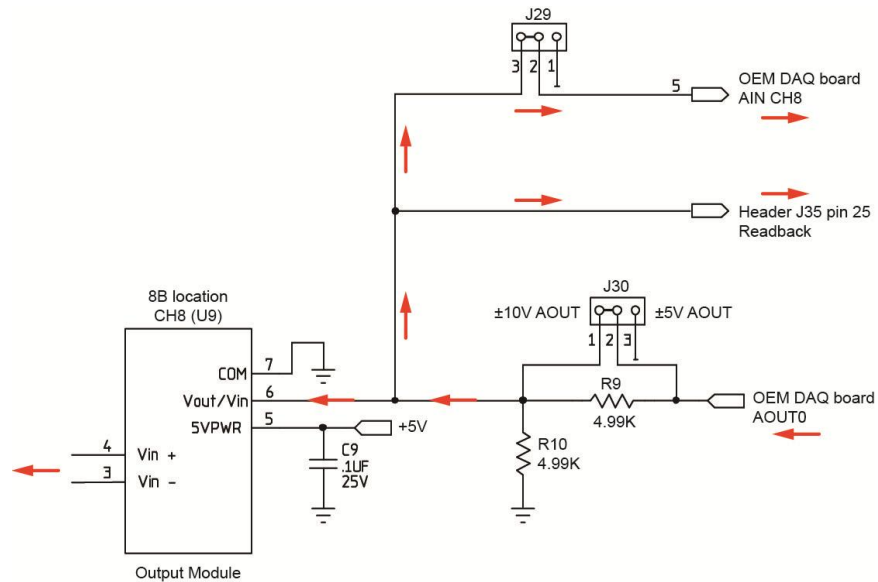 J29
3 2 1
5
OEM DAQ board
AIN CH8
Header J35 pin 25
Readback
8B location
CH8 (U9)
J30
±10V AOUT
±5V AOUT
1 2 3
COM
7
Vout/Vin
6
5VPWR
5
+5V
R9
4.99K
OEM DAQ board
AOUT0
R10
4.99K
C9
.1UF
25V
4
Vin +
3
Vin -
Output Module